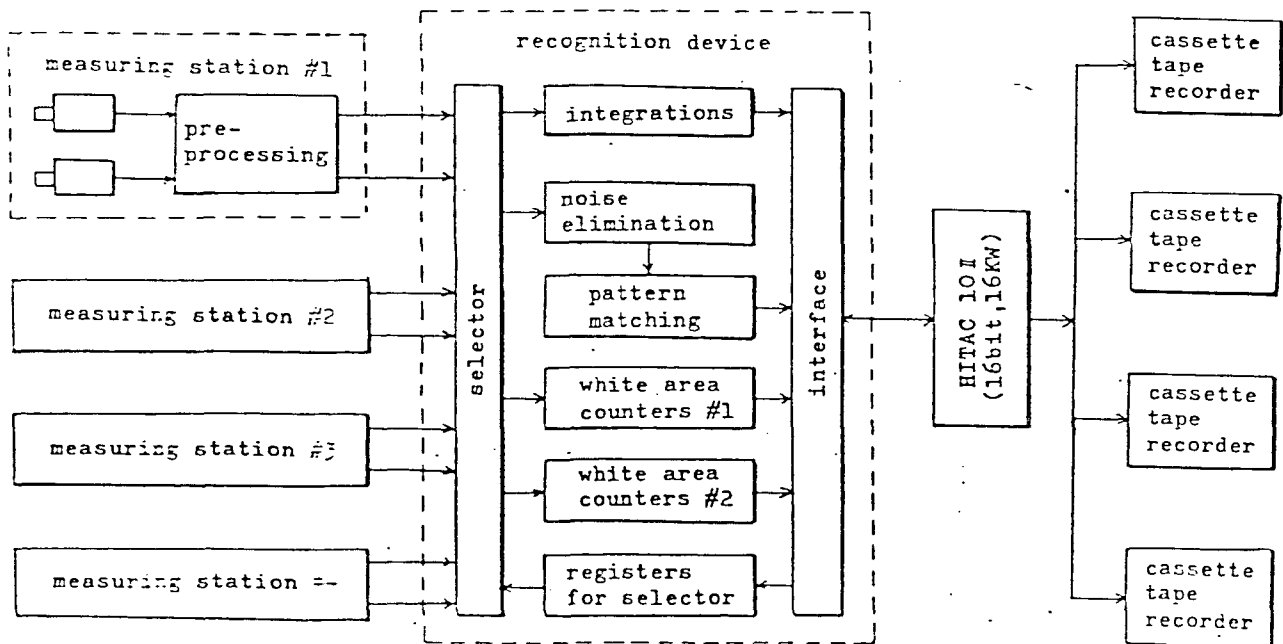 recognition device
measuring station #1
pre-
processing
measuring station #2
measuring station #3
measuring station
selector
integrations
noise
elimination
pattern
matching
white area
counters #1
white area
counters #2
registers
for selector
interface
HITAC 10II
(16bit,16KW)
cassette
tape
recorder
cassette
tape
recorder
cassette
tape
recorder
cassette
tape
recorder